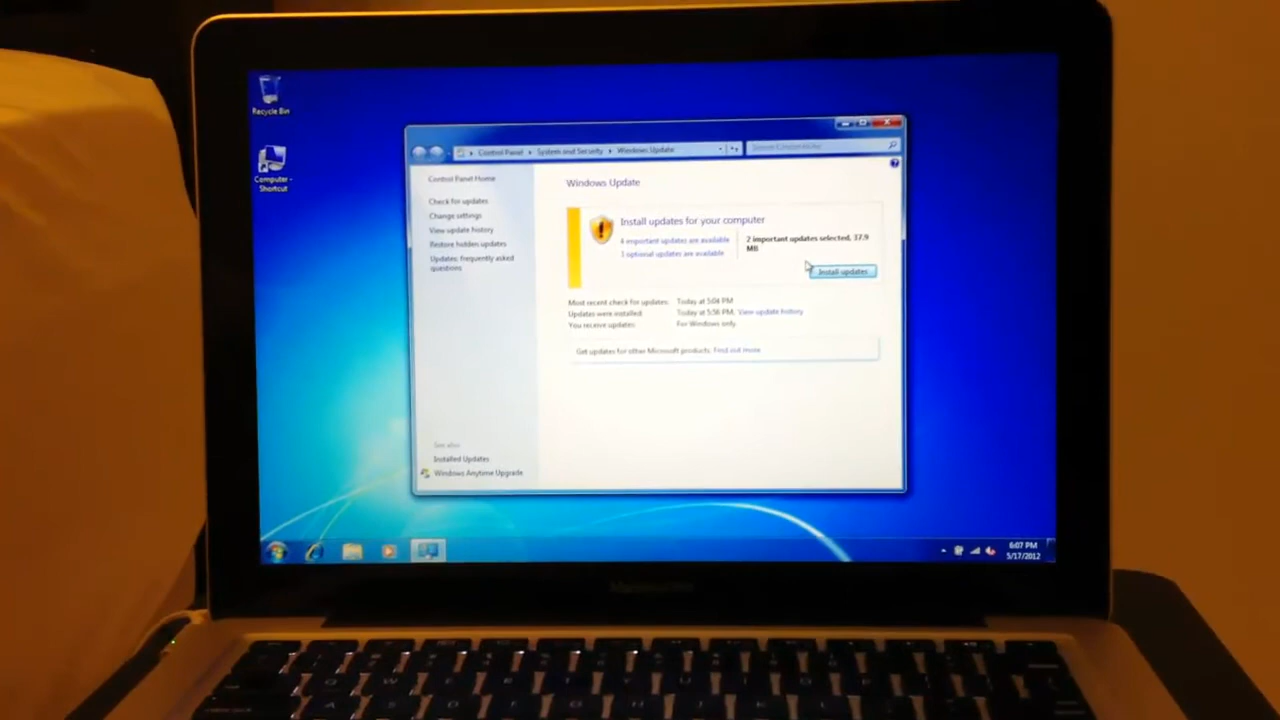 Recycle Bin
Computer -
Shortcut
Control Panel
System and Security
Windows Update
Control Panel Home
Check for updates
Change settings
View update history
Restore hidden updates
Updates: frequently asked
questions
See also
Installed Updates
Windows Anytime Upgrade
Windows Update
Install updates for your computer
4 important updates are available
3 optional updates are available
2 important updates selected, 37.9
MB
Install updates
Most recent check for updates: Today at 5:04 PM
Updates were installed: Today at 5:56 PM. View update history
You receive updates: For Windows only.
Get updates for other Microsoft products. Find out more
6:07 PM
5/17/2012